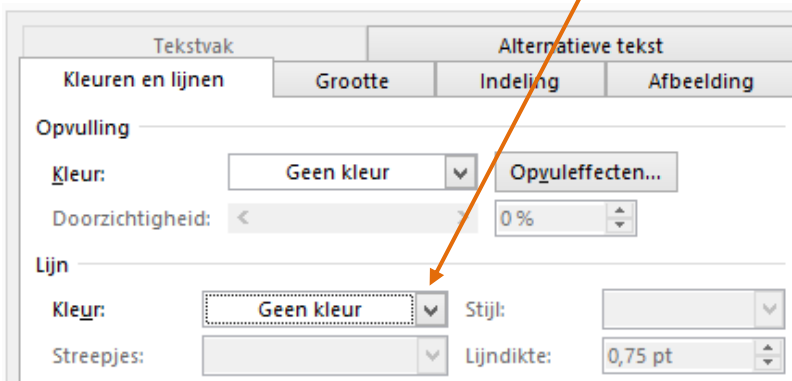 Tekstvak Alternatieve tekst
Kleuren en lijnen Grootte Indeling Afbeelding
Opvulling
Kleur: Geen kleur Opvuleffecten...
Doorzichtigheid: 0 %
Lijn
Kleur: Geen kleur Stijl:
Streepjes: Lijndikte: 0,75 pt